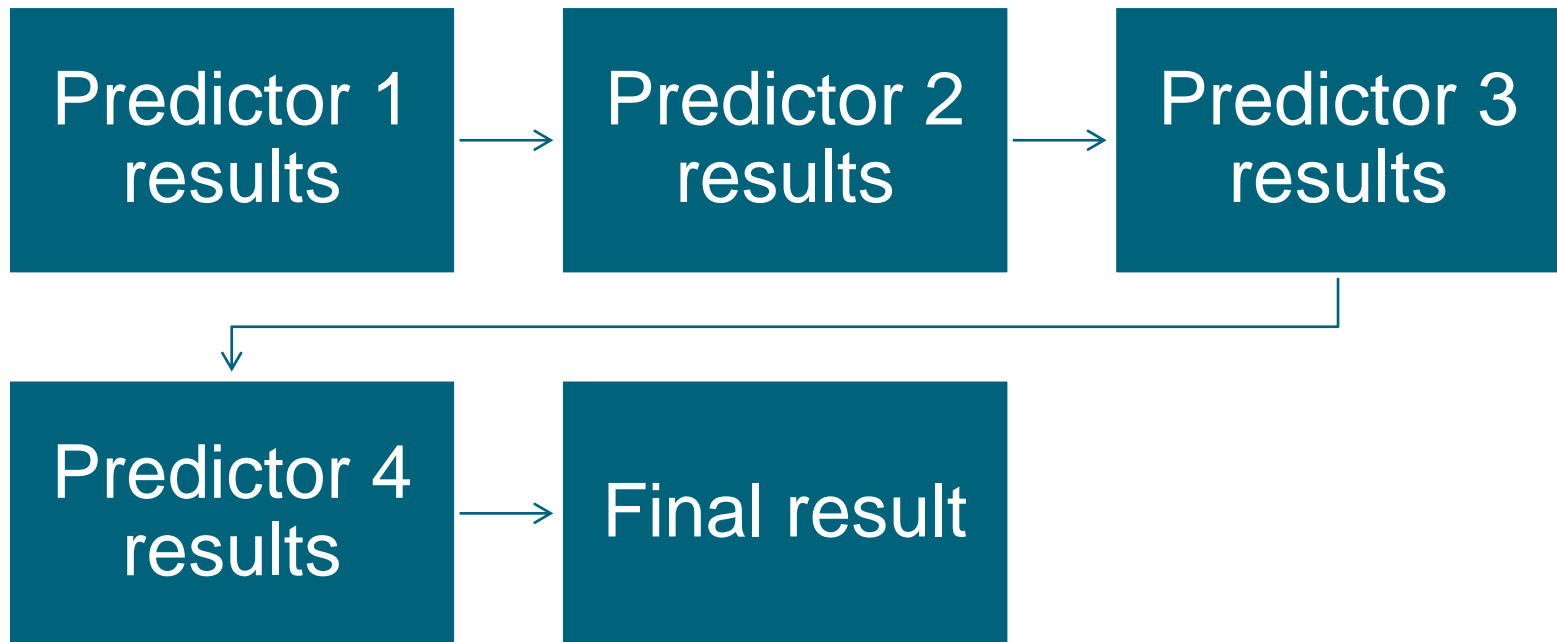 Predictor 1
results
Predictor 2
results
Predictor 3
results
Predictor 4
results
Final result